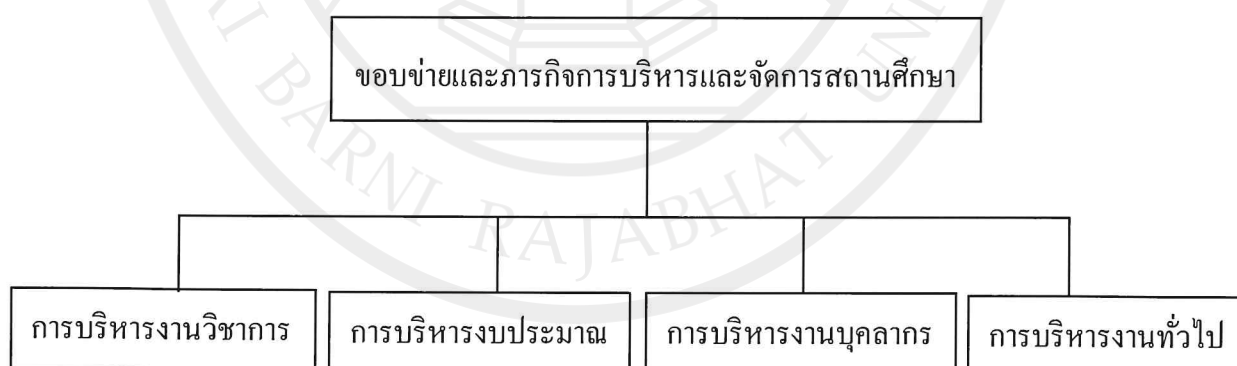 ขอบข่ายและภารกิจการบริหารและจัดการสถานศึกษา
การบริหารงานวิชาการ
การบริหารงบประมาณ
การบริหารงานบุคลากร
การบริหารงานทั่วไป
BARNI RAJABHAT